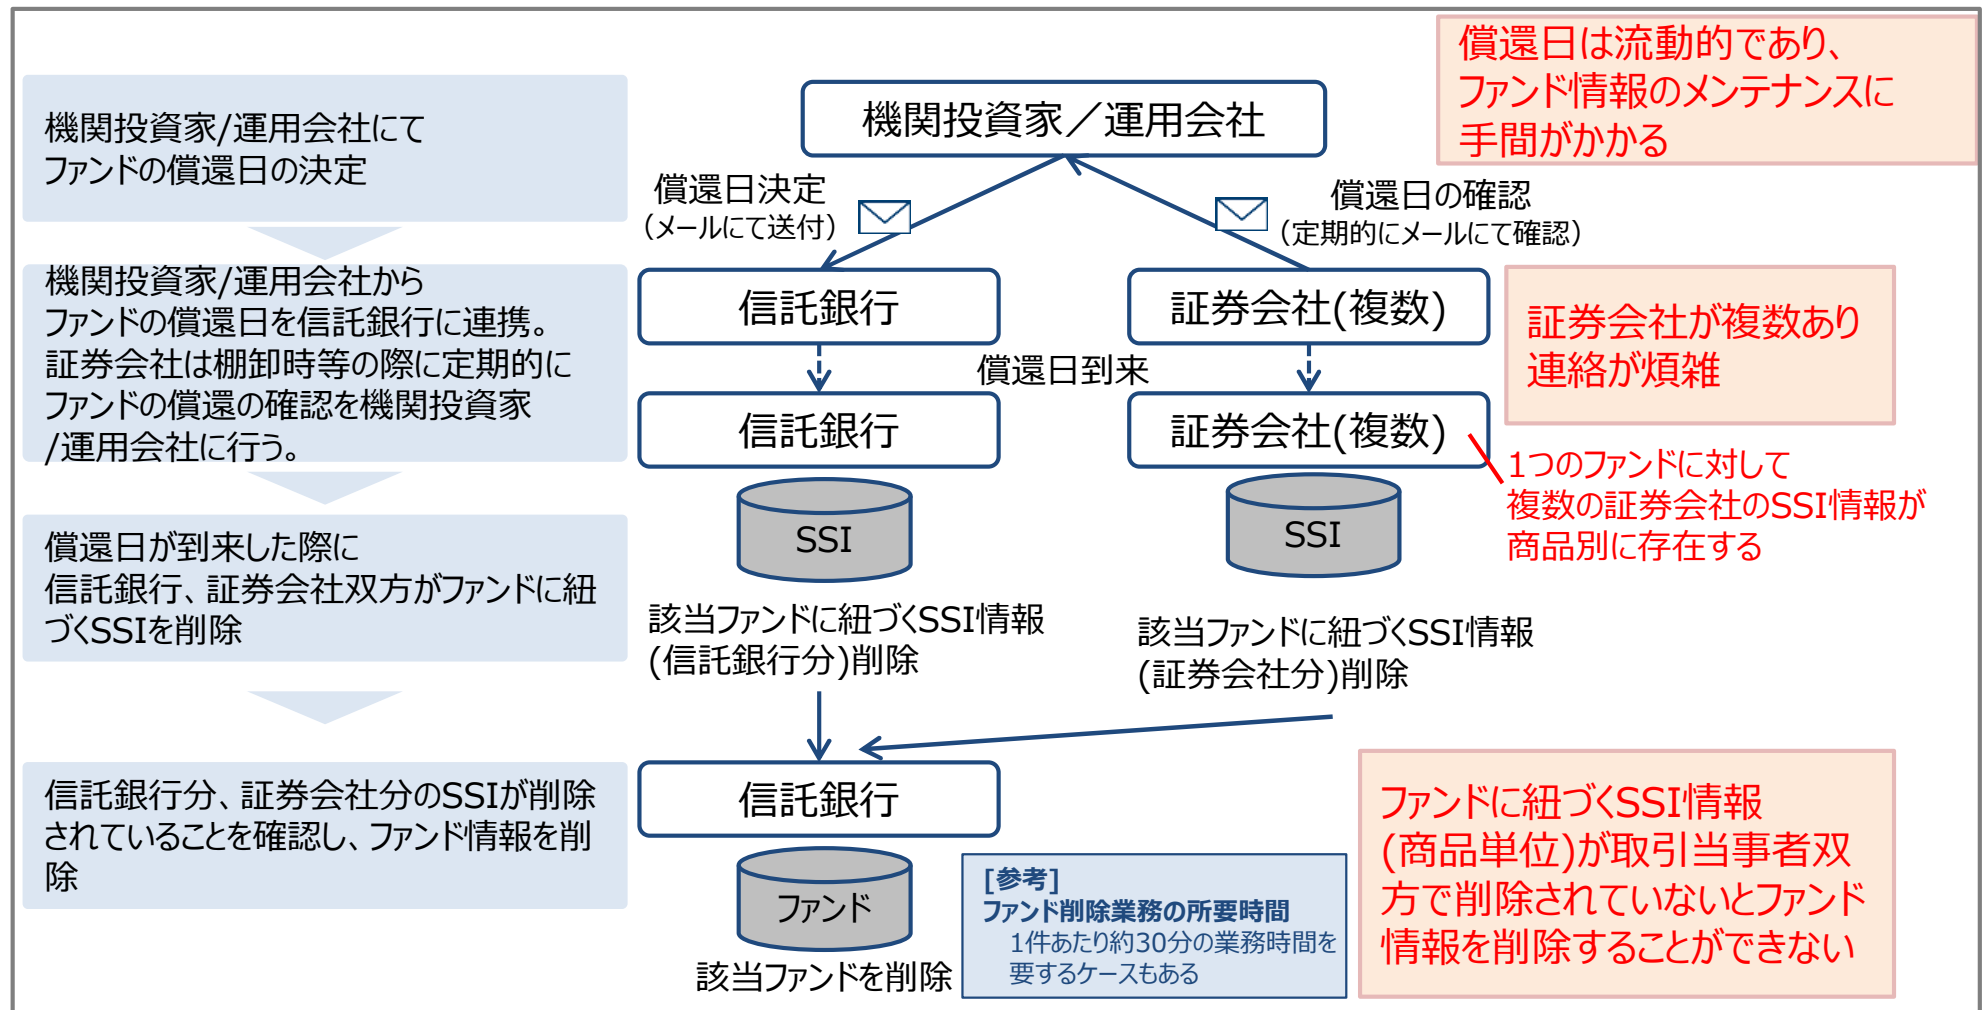 償還日は流動的であり、
ファンド情報のメンテナンスに
手間がかかる
機関投資家/運用会社にて
ファンドの償還日の決定
機関投資家／運用会社
償還日決定
（メールにて送付）
償還日の確認
（定期的にメールにて確認）
機関投資家/運用会社から
ファンドの償還日を信託銀行に連携。
証券会社は棚卸時等の際に定期的に
ファンドの償還の確認を機関投資家
/運用会社に行う。
信託銀行
証券会社(複数)
証券会社が複数あり
連絡が煩雑
償還日到来
信託銀行
証券会社(複数)
1つのファンドに対して
複数の証券会社のSSI情報が
商品別に存在する
償還日が到来した際に
信託銀行、証券会社双方がファンドに紐
づくSSIを削除
SSI
SSI
該当ファンドに紐づくSSI情報
(信託銀行分)削除
該当ファンドに紐づくSSI情報
(証券会社分)削除
信託銀行分、証券会社分のSSIが削除
されていることを確認し、ファンド情報を削
除
信託銀行
ファンド
該当ファンドを削除
[参考]
ファンド削除業務の所要時間
1件あたり約30分の業務時間を
要するケースもある
ファンドに紐づくSSI情報
(商品単位)が取引当事者双
方で削除されていないとファンド
情報を削除することができない